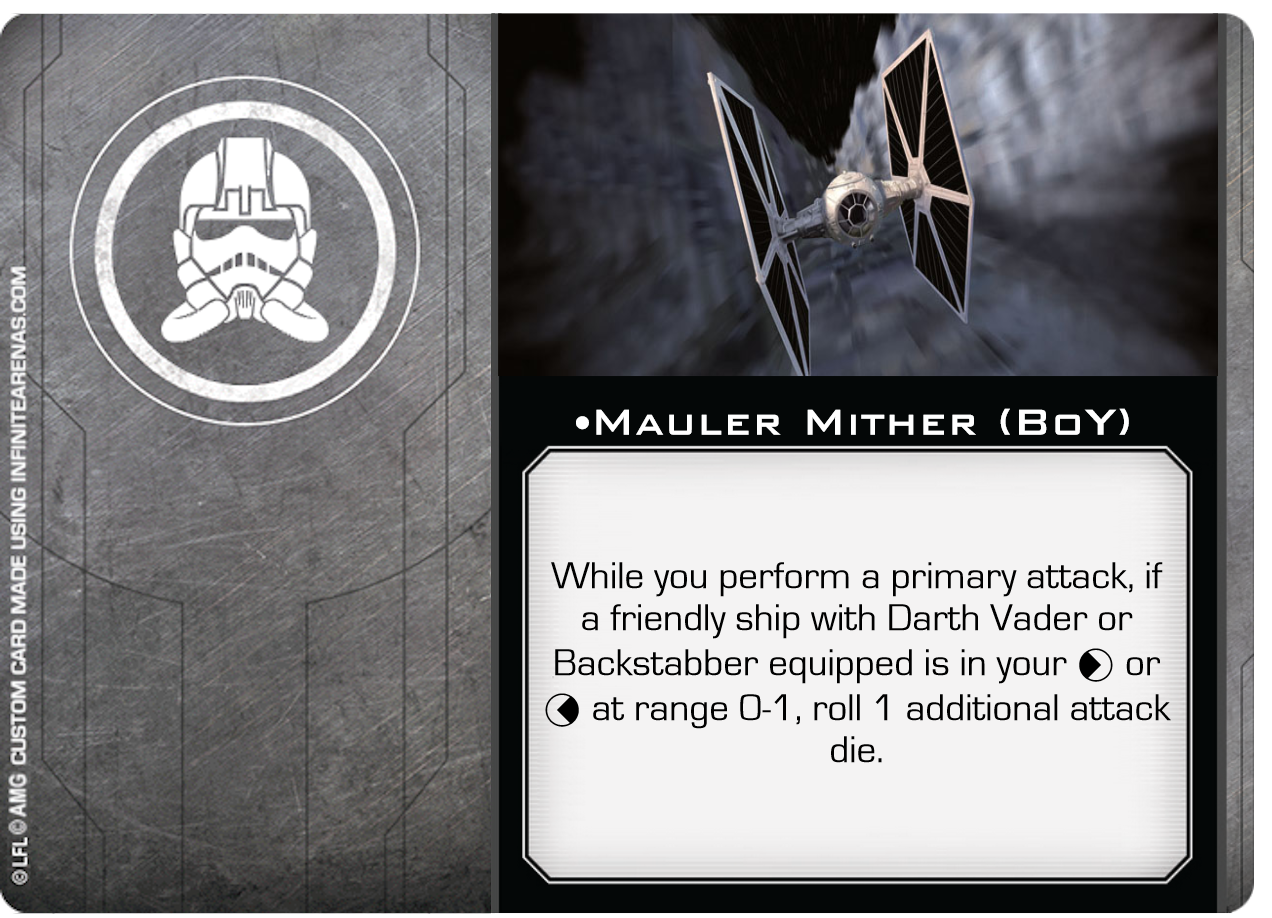 •Mauler Mither (BoY)
While you perform a primary attack, if
a friendly ship with Darth Vader or
Backstabber equipped is in your or
at range 0-1, roll 1 additional attack
die.
©LFL ©AMG CUSTOM CARD MADE USING INFINITEARENAS.COM